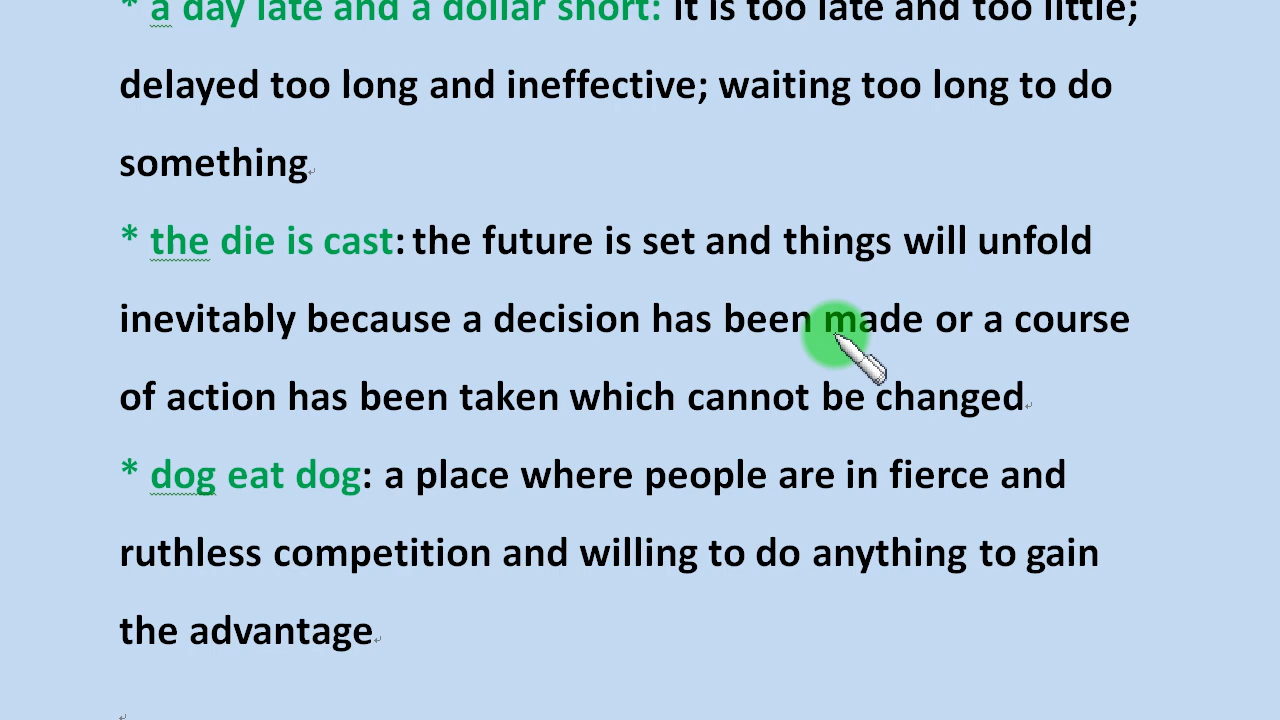 * a day late and a dollar short: it is too late and too little;
delayed too long and ineffective; waiting too long to do
something
* the die is cast: the future is set and things will unfold
inevitably because a decision has been made or a course
of action has been taken which cannot be changed
* dog eat dog: a place where people are in fierce and
ruthless competition and willing to do anything to gain
the advantage